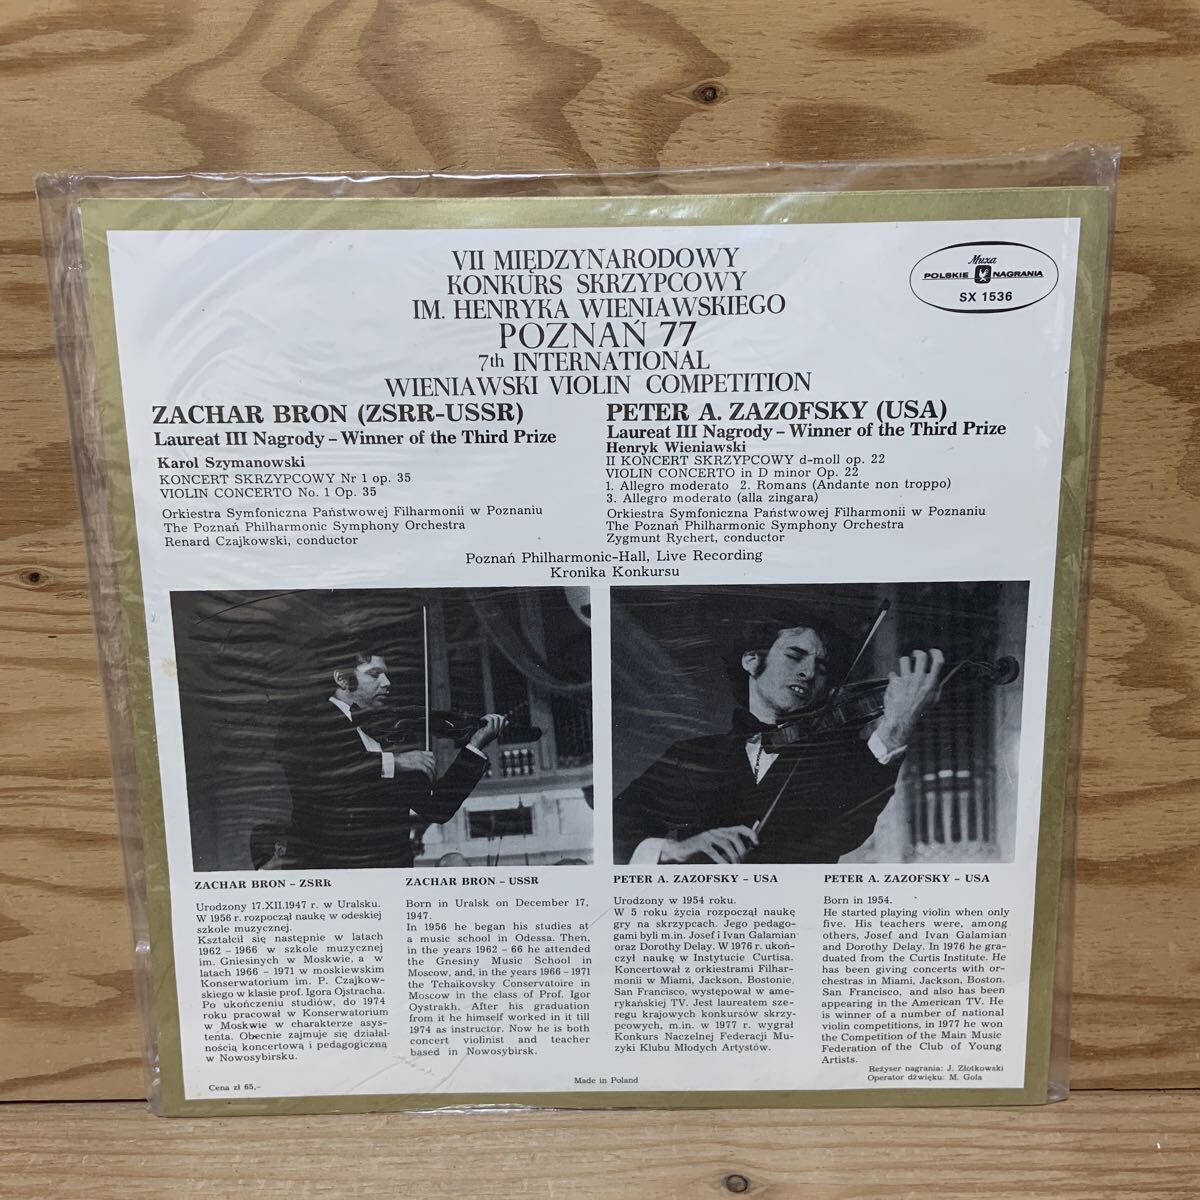 VII MIĘDZYNARODOWY
KONKURS SKRZYPCOWY
IM. HENRYKA WIENIAWSKIEGO
POZNAŃ 77
7th INTERNATIONAL
WIENIAWSKI VIOLIN COMPETITION
Muza
POLSKIE NAGRANIA
SX 1536
ZACHAR BRON (ZSRR-USSR)
Laureat III Nagrody – Winner of the Third Prize
Karol Szymanowski
KONCERT SKRZYPCOWY Nr 1 op. 35
VIOLIN CONCERTO No. 1 Op. 35
Orkiestra Symfoniczna Państwowej Filharmonii w Poznaniu
The Poznań Philharmonic Symphony Orchestra
Renard Czajkowski, conductor
PETER A. ZAZOFSKY (USA)
Laureat III Nagrody – Winner of the Third Prize
Henryk Wieniawski
II KONCERT SKRZYPCOWY d-moll op. 22
VIOLIN CONCERTO in D minor Op. 22
1. Allegro moderato 2. Romans (Andante non troppo)
3. Allegro moderato (alla zingara)
Orkiestra Symfoniczna Państwowej Filharmonii w Poznaniu
The Poznań Philharmonic Symphony Orchestra
Zygmunt Rychert, conductor
Poznań Philharmonic-Hall, Live Recording
Kronika Konkursu
ZACHAR BRON – ZSRR
Urodzony 17.XII.1947 r. w Uralsku.
W 1956 r. rozpoczął naukę w odeskiej
szkole muzycznej.
Kształcił się następnie w latach
1962 – 1966 w szkole muzycznej
im. Gniesinych w Moskwie, a w
latach 1966 – 1971 w moskiewskim
Konserwatorium im. P. Czajkow-
skiego w klasie prof. Igora Ojstracha.
Po ukończeniu studiów, do 1974
roku pracował w Konserwatorium
w Moskwie w charakterze asys-
tenta. Obecnie zajmuje się działal-
nością koncertową i pedagogiczną
w Nowosybirsku.
ZACHAR BRON – USSR
Born in Uralsk on December 17,
1947.
In 1956 he began his studies at
a music school in Odessa. Then,
in the years 1962 – 66 he attended
the Gnesiny Music School in
Moscow, and, in the years 1966 – 1971
the Tchaikovsky Conservatoire in
Moscow in the class of Prof. Igor
Oystrakh. After his graduation
from it he himself worked in it till
1974 as instructor. Now he is both
concert violinist and teacher
based in Nowosybirsk.
PETER A. ZAZOFSKY – USA
Urodzony w 1954 roku.
W 5 roku życia rozpoczął naukę
gry na skrzypcach. Jego pedago-
gami byli m.in. Josef i Ivan Galamian
oraz Dorothy Delay. W 1976 r. ukoń-
czył naukę w Instytucie Curtisa.
Koncertował z orkiestrami Filhar-
monii w Miami, Jackson, Bostonie,
San Francisco, występował w ame-
rykańskiej TV. Jest laureatem sze-
regu krajowych konkursów skrzy-
pcowych, m.in. w 1977 r. wygrał
Konkurs Naczelnej Federacji Mu-
zyki Klubu Młodych Artystów.
PETER A. ZAZOFSKY – USA
Born in 1954.
He started playing violin when only
five. His teachers were, among
others, Josef and Ivan Galamian
and Dorothy Delay. In 1976 he gra-
duated from the Curtis Institute. He
has been giving concerts with or-
chestras in Miami, Jackson, Boston.
San Francisco, and also has been
appearing in the American TV. He
is winner of a number of national
violin competitions, in 1977 he won
the Competition of the Main Music
Federation of the Club of Young
Artists.
Reżyser nagrania: J. Złotkowski
Operator dźwięku: M. Gola
Cena zł 65,–
Made in Poland